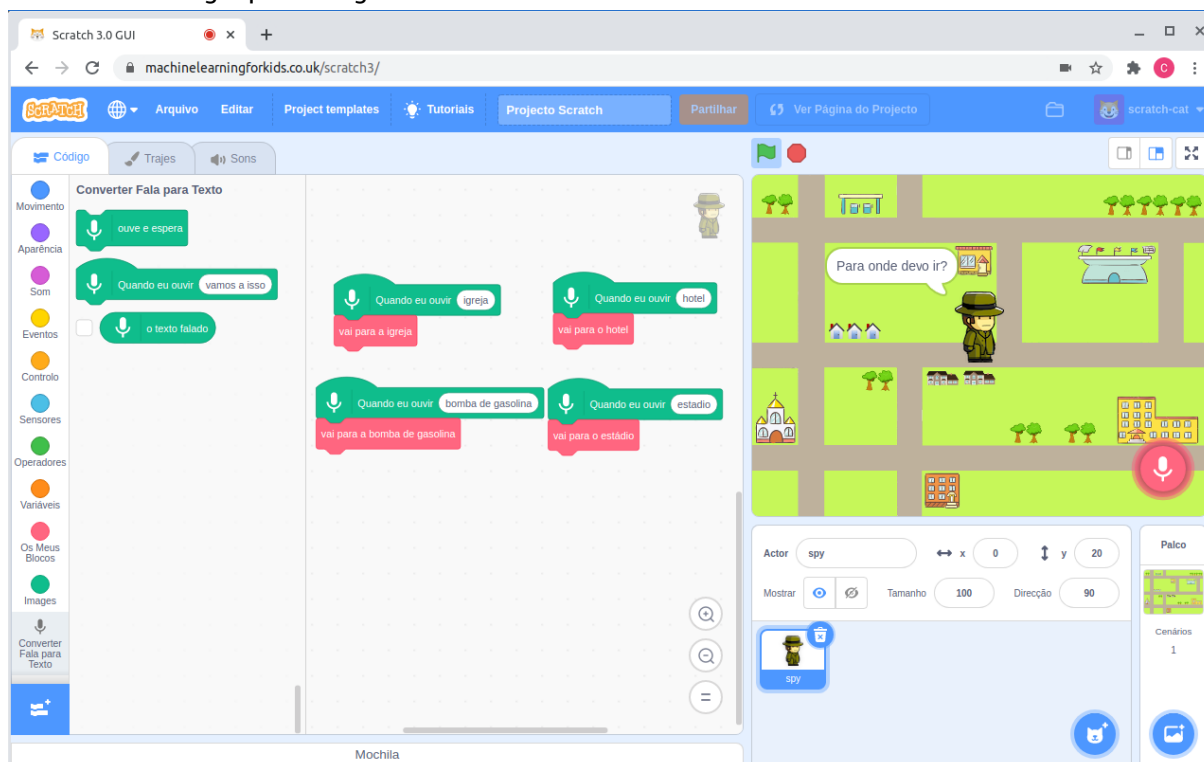 Scratch 3.0 GUI
machinelearningforkids.co.uk/scratch3/
C
SCRATCH
Arquivo
Editar
Project templates
Tutoriais
Projecto Scratch
Partilhar
Ver Página do Projecto
scratch-cat
Código
Trajes
Sons
Movimento
Aparência
Som
Eventos
Controlo
Sensores
Operadores
Variáveis
Os Meus
Blocos
Images
Converter
Fala para
Texto
Converter Fala para Texto
ouve e espera
Quando eu ouvir vamos a isso
o texto falado
Quando eu ouvir igreja
vai para a igreja
Quando eu ouvir hotel
vai para o hotel
Quando eu ouvir bomba de gasolina
vai para a bomba de gasolina
Quando eu ouvir estadio
vai para o estádio
Mochila
Para onde devo ir?
Actor spy x 0 y 20
Mostrar Tamanho 100 Direcção 90
spy
Palco
Cenários
1